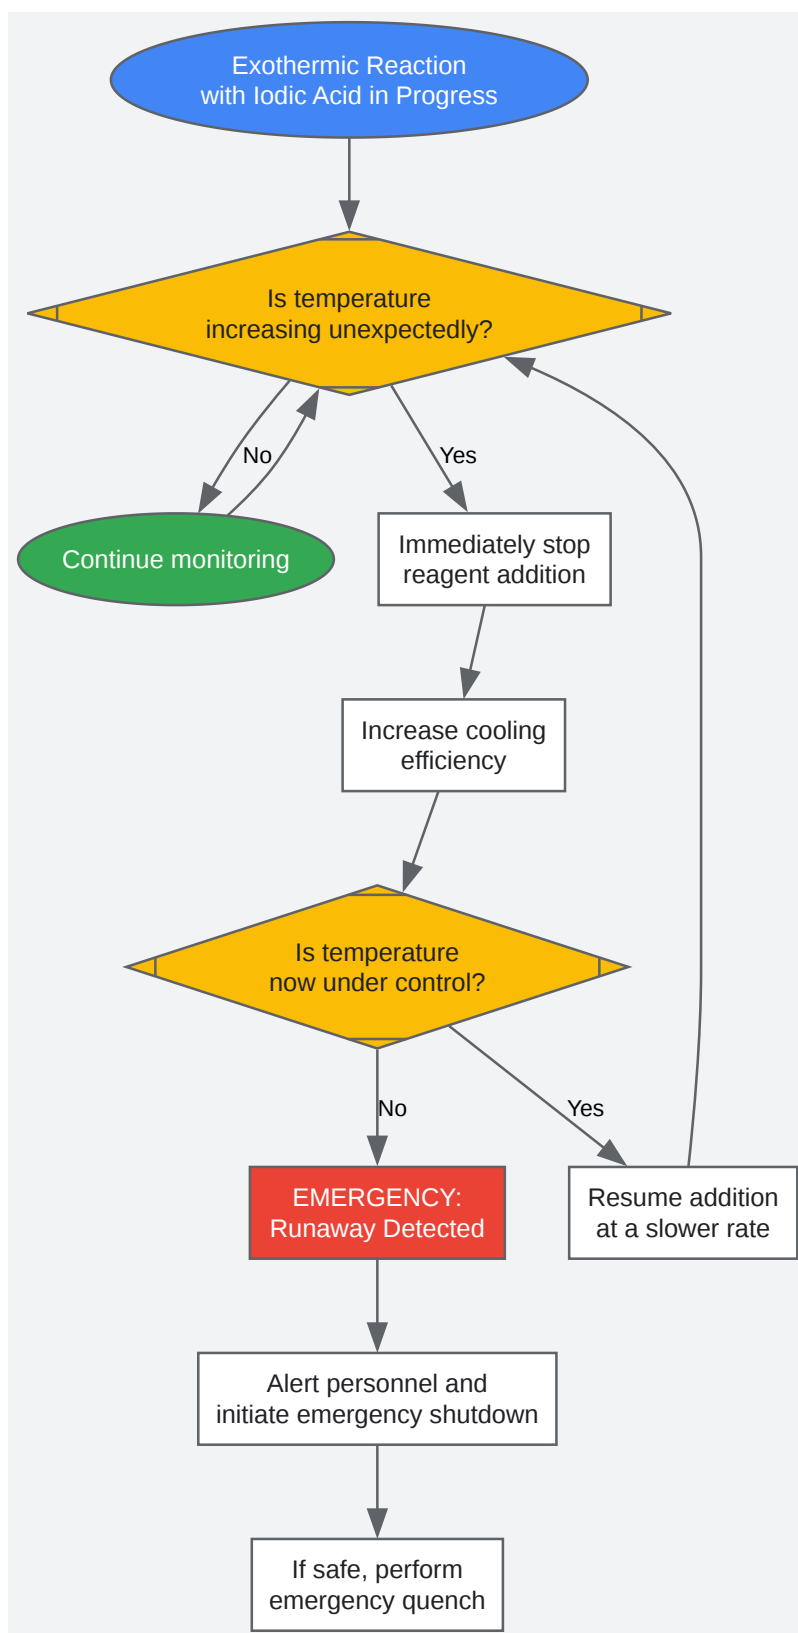 Exothermic Reaction
with Iodic Acid in Progress
Is temperature
increasing unexpectedly?
No
Yes
Continue monitoring
Immediately stop
reagent addition
Increase cooling
efficiency
Is temperature
now under control?
No
Yes
EMERGENCY:
Runaway Detected
Resume addition
at a slower rate
Alert personnel and
initiate emergency shutdown
If safe, perform
emergency quench